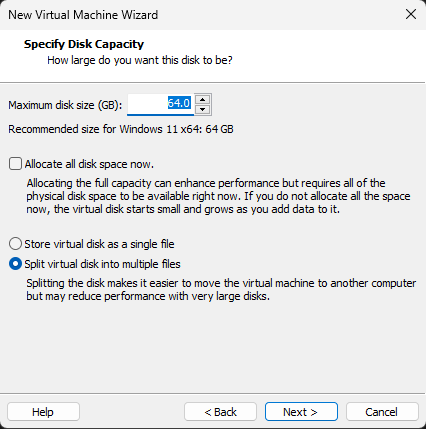 New Virtual Machine Wizard
Specify Disk Capacity
How large do you want this disk to be?
Maximum disk size (GB): 64.0
Recommended size for Windows 11 x64: 64 GB
Allocate all disk space now.
Allocating the full capacity can enhance performance but requires all of the
physical disk space to be available right now. If you do not allocate all the space
now, the virtual disk starts small and grows as you add data to it.
Store virtual disk as a single file
Split virtual disk into multiple files
Splitting the disk makes it easier to move the virtual machine to another computer
but may reduce performance with very large disks.
Help < Back Next > Cancel